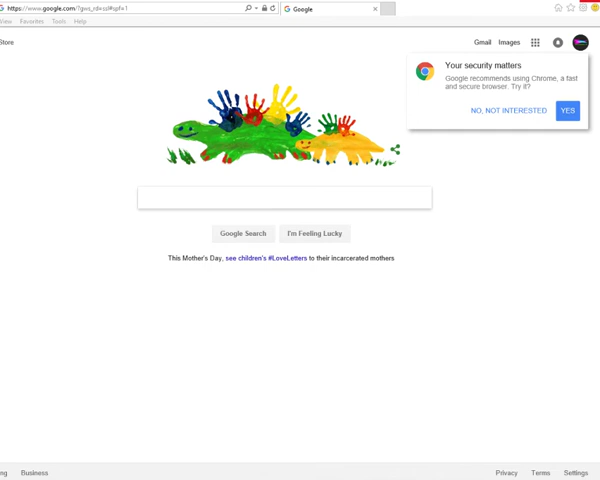 https://www.google.com/?gws_rd=ssl#spf=1
Google
View Favorites Tools Help
Store
Gmail Images
Your security matters
Google recommends using Chrome, a fast
and secure browser. Try it?
NO, NOT INTERESTED YES
Google Search I'm Feeling Lucky
This Mother's Day, see children's #LoveLetters to their incarcerated mothers
Business Privacy Terms Settings